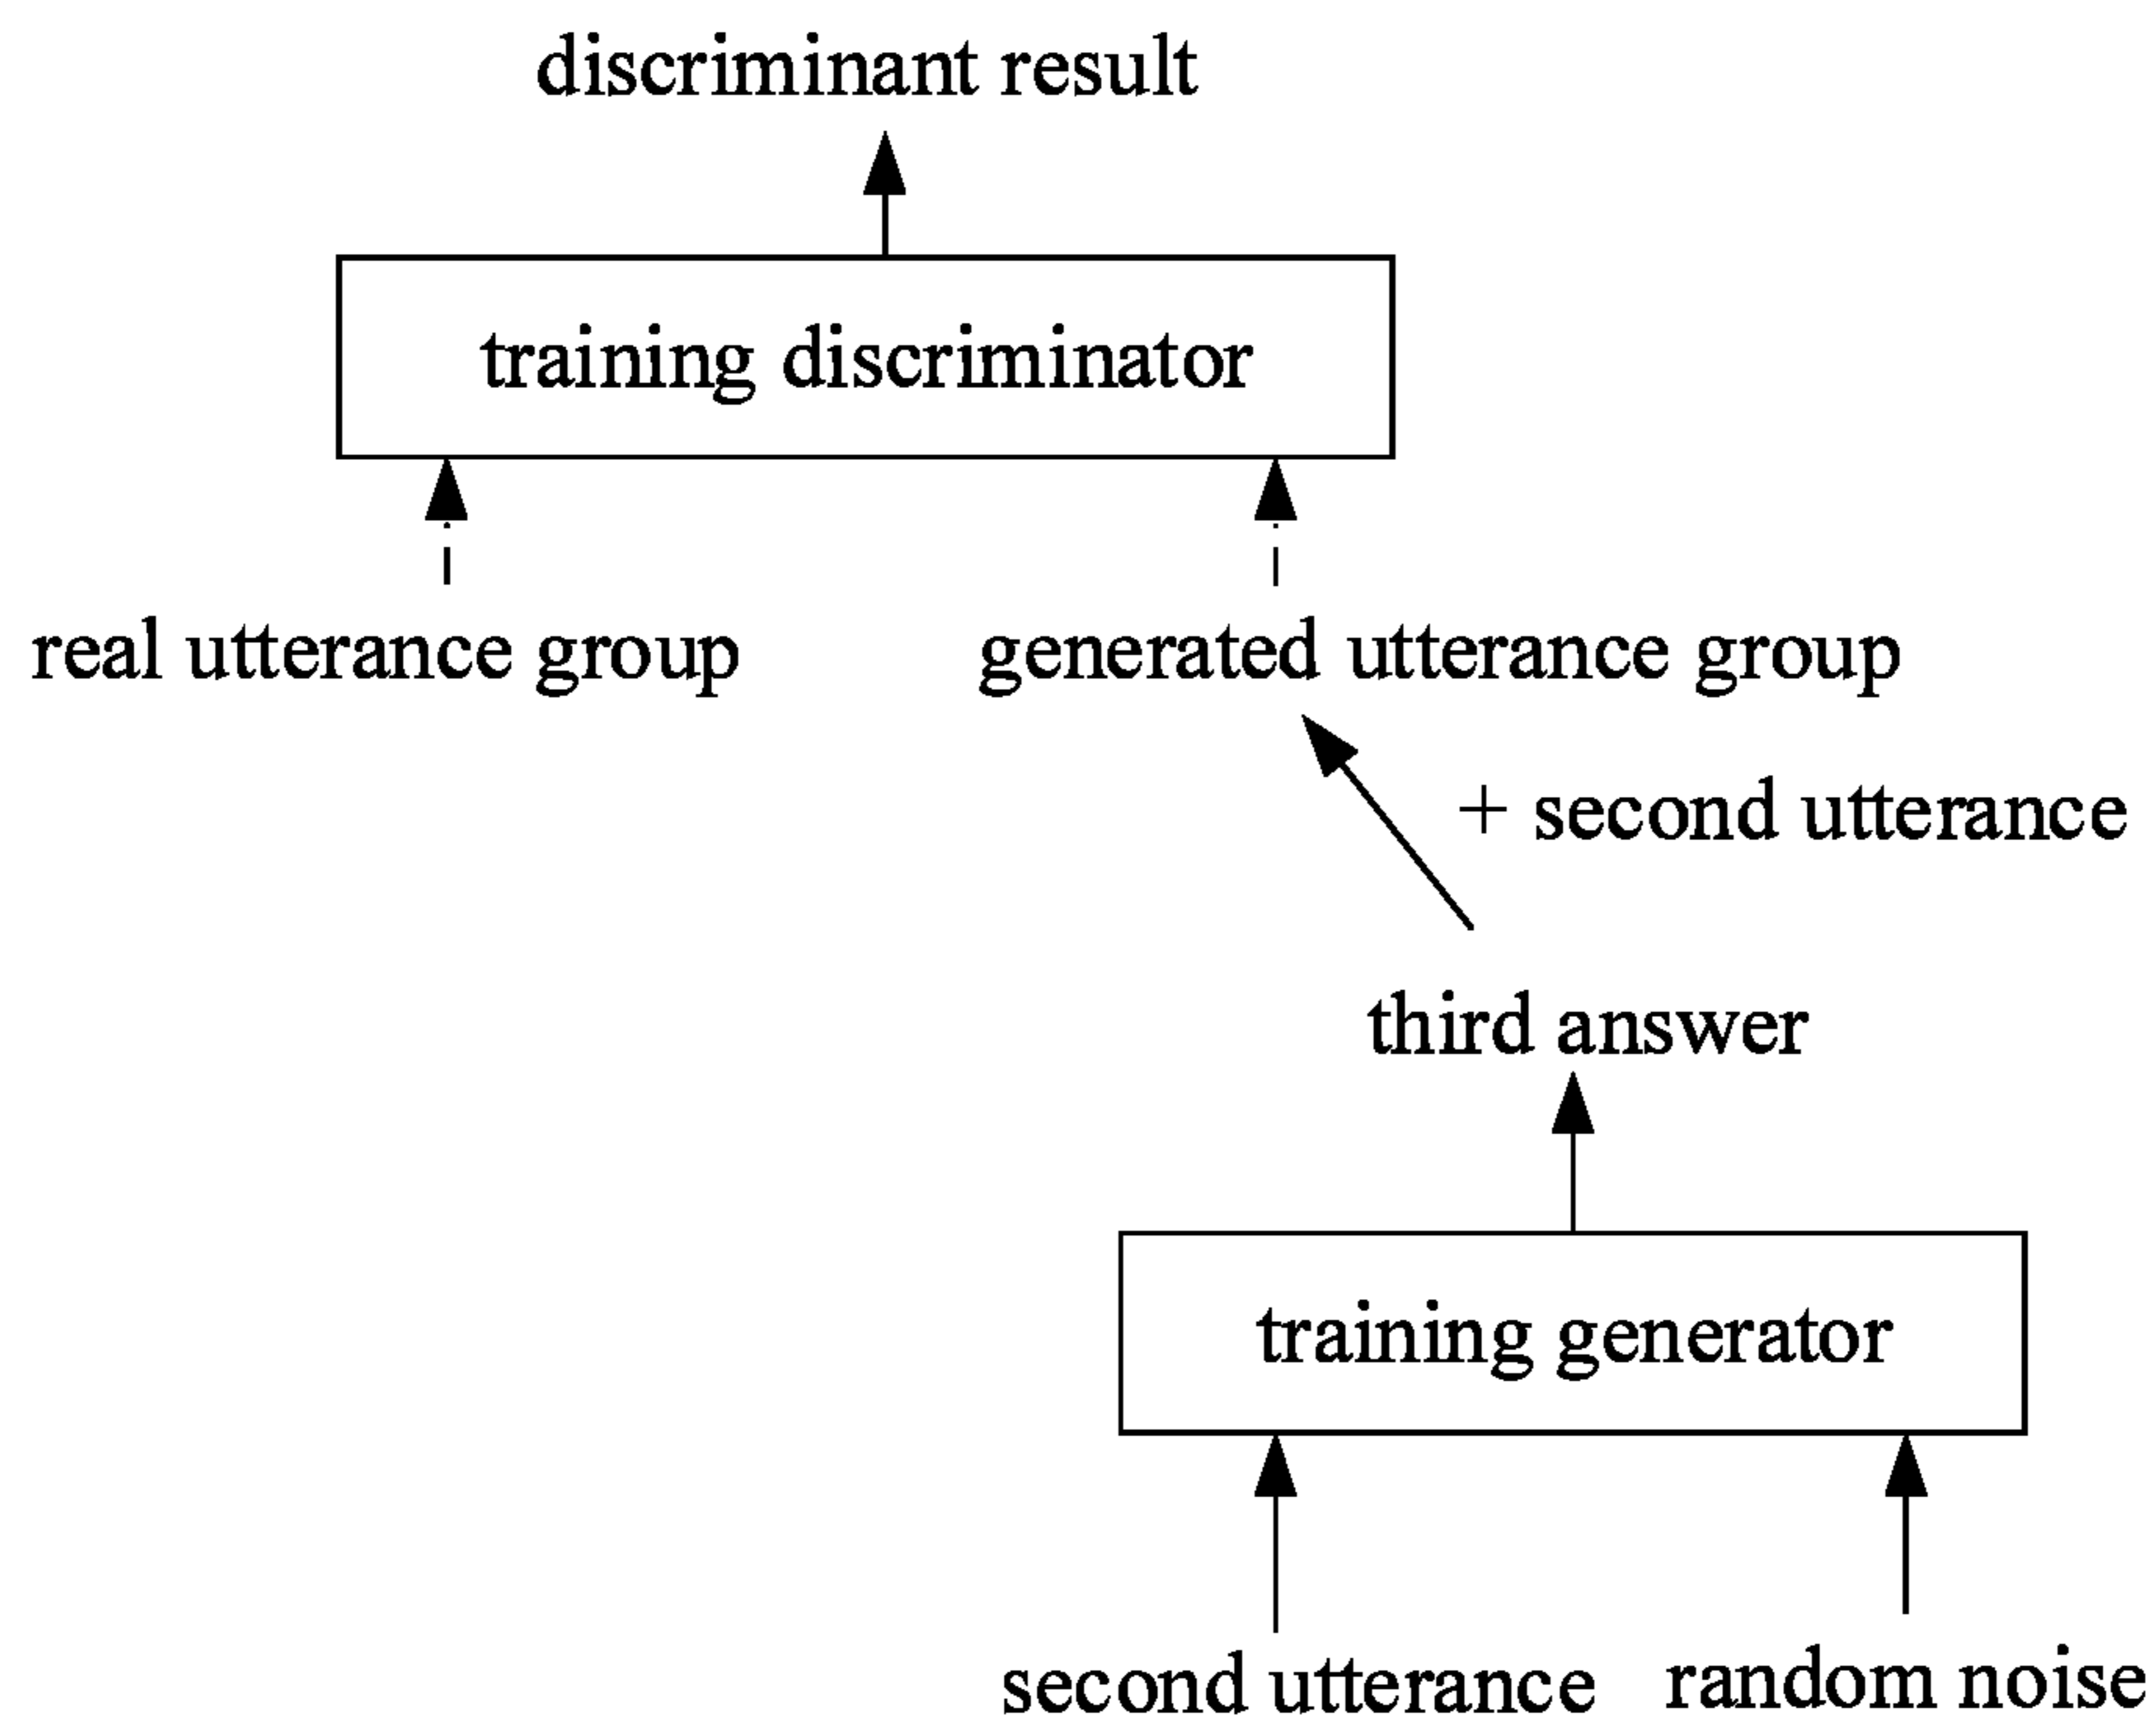 discriminant result
training discriminator
real utterance group
generated utterance group
+ second utterance
third answer
training generator
second utterance
random noise